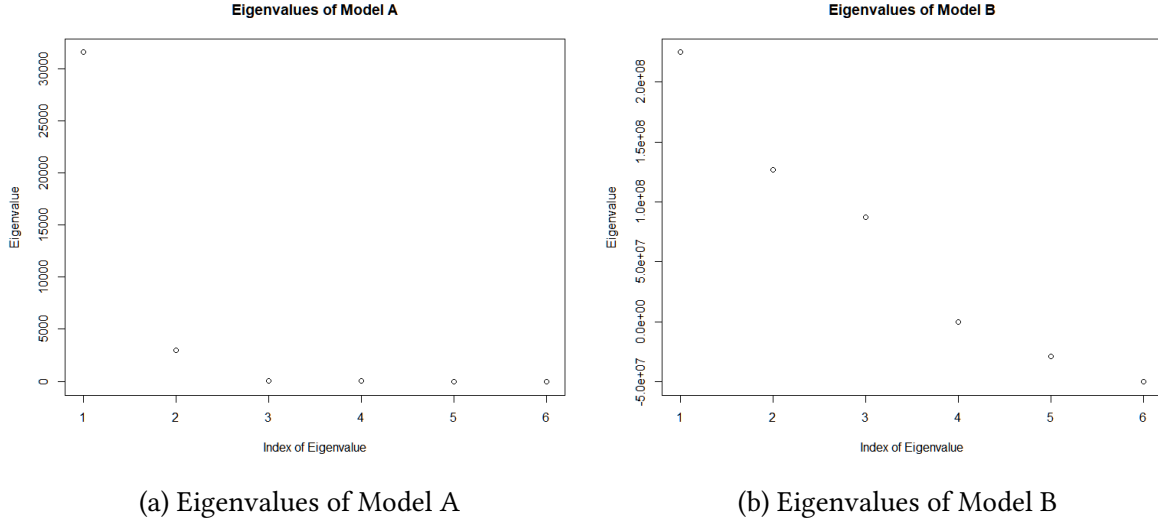 Eigenvalues of Model A
Eigenvalue
30000
25000
20000
15000
10000
5000
0
1 2 3 4 5 6
Index of Eigenvalue
(a) Eigenvalues of Model A
Eigenvalues of Model B
Eigenvalue
2.0e+08
1.5e+08
1.0e+08
5.0e+07
0.0e+00
-5.0e+07
1 2 3 4 5 6
Index of Eigenvalue
(b) Eigenvalues of Model B